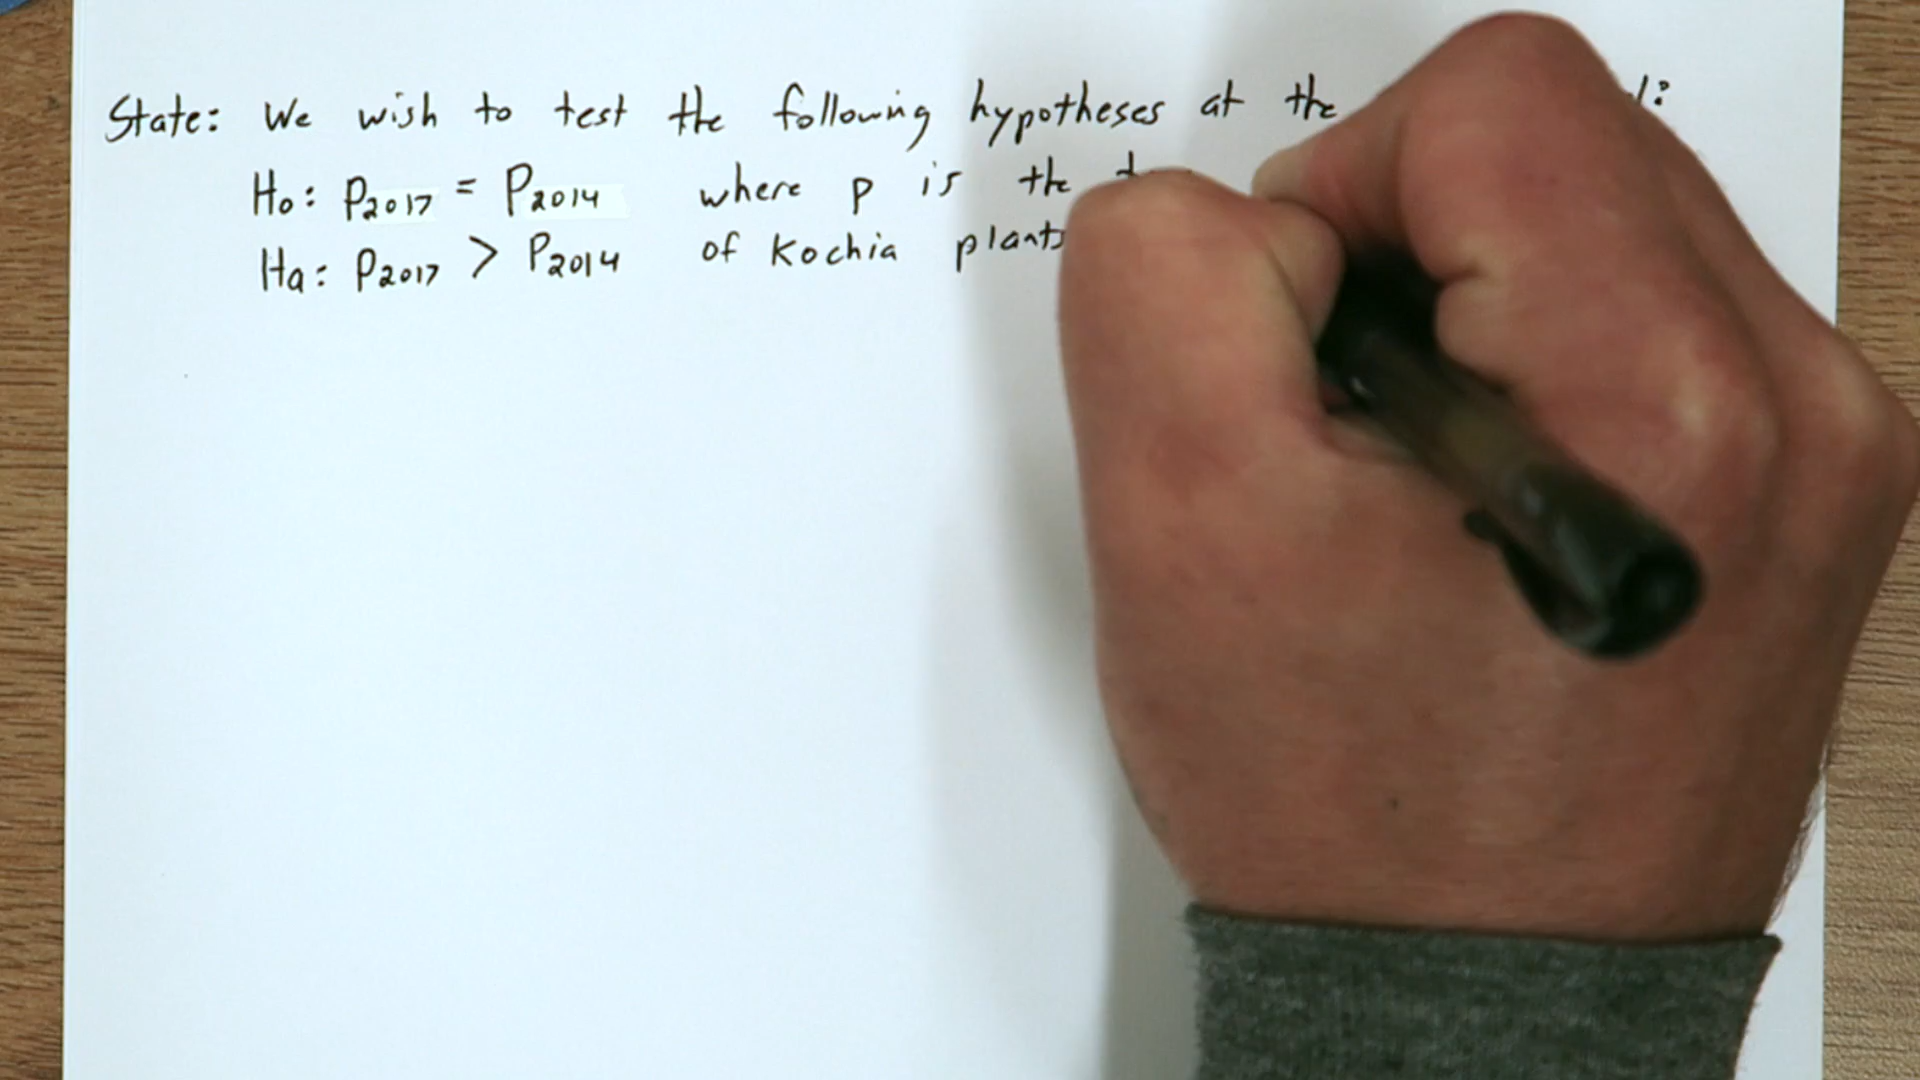 State: We wish to test the following hypotheses at the
Ho: P2017 = P2014 where p is the
Ha: P2017 > P2014 of Kochia plants